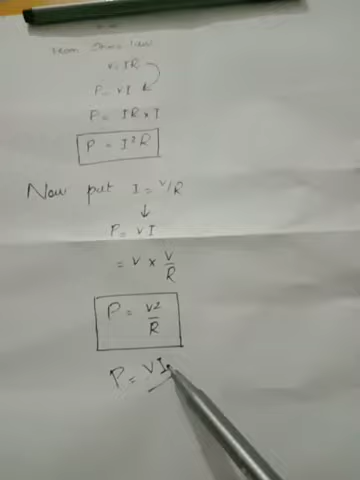 from Ohm's law
V = IR
P = VI
P = IR × I
P = I²R
Now put I = V/R
↓
P = VI
= V × V/R
P = V²/R
P = VI